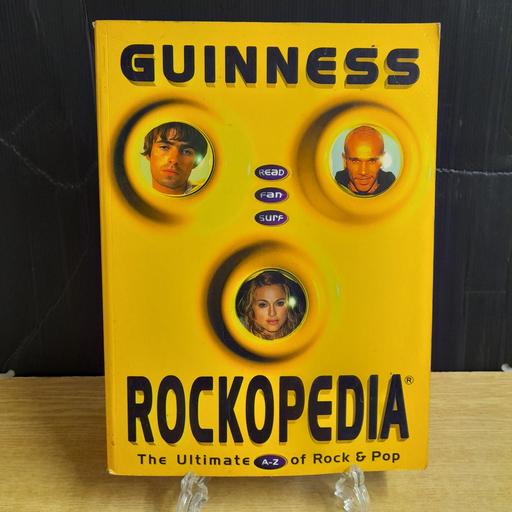 GUINNESS
READ
Fan
SURF
ROCKOPEDIA®
The Ultimate A-Z of Rock & Pop